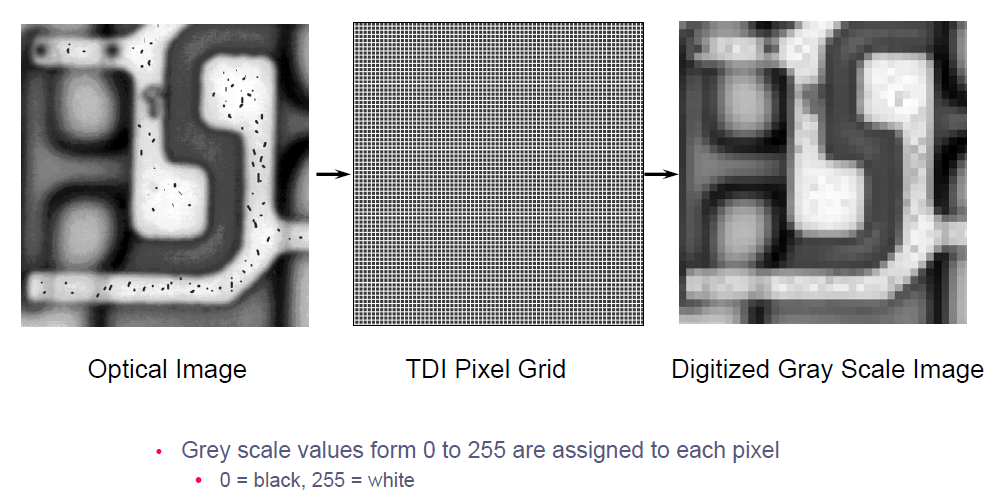 Optical Image
TDI Pixel Grid
Digitized Gray Scale Image
• Grey scale values form 0 to 255 are assigned to each pixel
• 0 = black, 255 = white